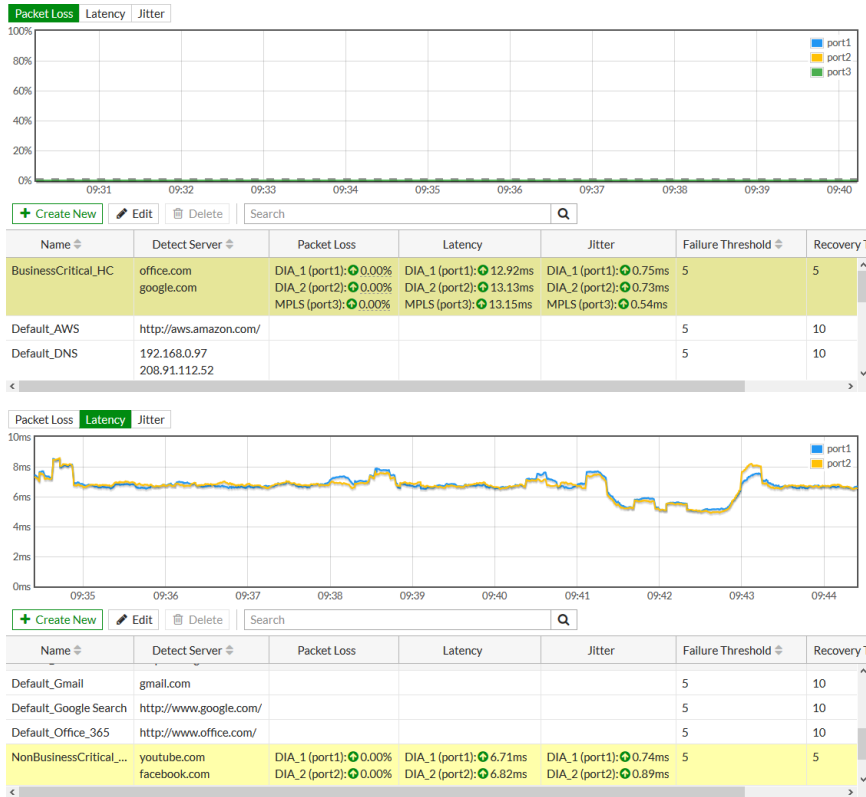 Packet Loss Latency Jitter
100%
80%
60%
40%
20%
0%
port1
port2
port3
09:31 09:32 09:33 09:34 09:35 09:36 09:37 09:38 09:39 09:40
+ Create New Edit Delete Search
Name Detect Server Packet Loss Latency Jitter Failure Threshold Recovery
BusinessCritical_HC office.com DIA_1 (port1): 0.00% DIA_1 (port1): 12.92ms DIA_1 (port1): 0.75ms 5 5
google.com DIA_2 (port2): 0.00% DIA_2 (port2): 13.13ms DIA_2 (port2): 0.73ms
MPLS (port3): 0.00% MPLS (port3): 13.15ms MPLS (port3): 0.54ms
Default_AWS http://aws.amazon.com/ 5 10
Default_DNS 192.168.0.97 5 10
208.91.112.52
Packet Loss Latency Jitter
10ms
8ms
6ms
4ms
2ms
0ms
port1
port2
09:35 09:36 09:37 09:38 09:39 09:40 09:41 09:42 09:43 09:44
+ Create New Edit Delete Search
Name Detect Server Packet Loss Latency Jitter Failure Threshold Recovery
Default_Gmail gmail.com 5 10
Default_Google Search http://www.google.com/ 5 10
Default_Office_365 http://www.office.com/ 5 10
NonBusinessCritical_... youtube.com DIA_1 (port1): 0.00% DIA_1 (port1): 6.71ms DIA_1 (port1): 0.74ms 5 5
facebook.com DIA_2 (port2): 0.00% DIA_2 (port2): 6.82ms DIA_2 (port2): 0.89ms